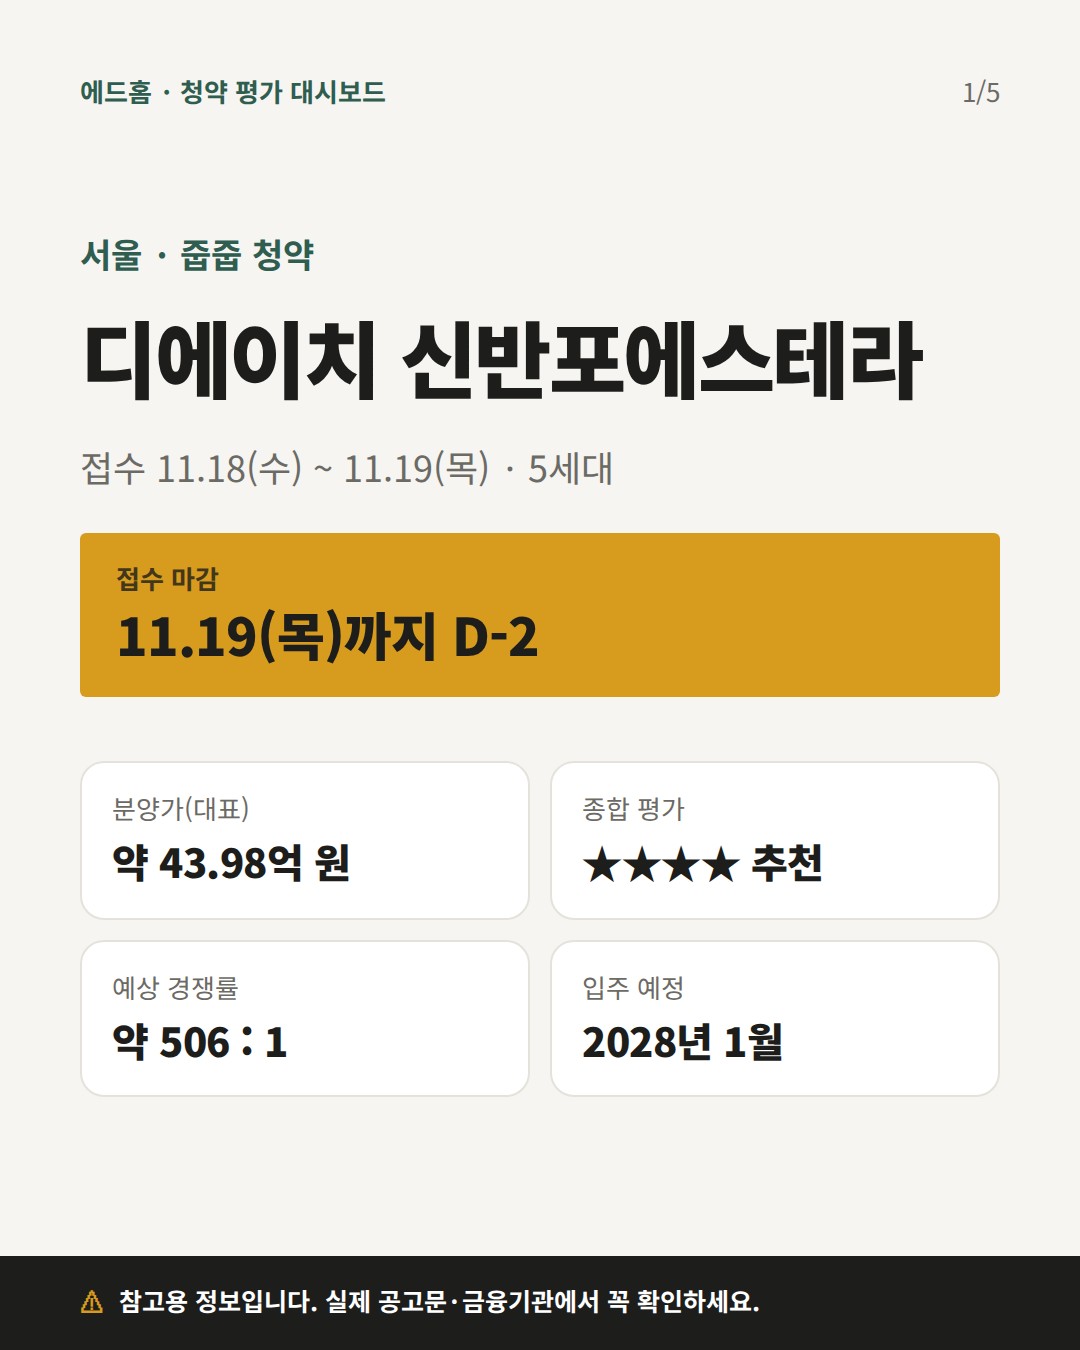 에드홈 · 청약 평가 대시보드
1/5
서울 · 줍줍 청약
디에이치 신반포에스테라
접수 11.18(수) ~ 11.19(목) · 5세대
접수 마감
11.19(목)까지 D-2
분양가(대표)
약 43.98억 원
종합 평가
★★★★ 추천
예상 경쟁률
약 506 : 1
입주 예정
2028년 1월
⚠ 참고용 정보입니다. 실제 공고문·금융기관에서 꼭 확인하세요.